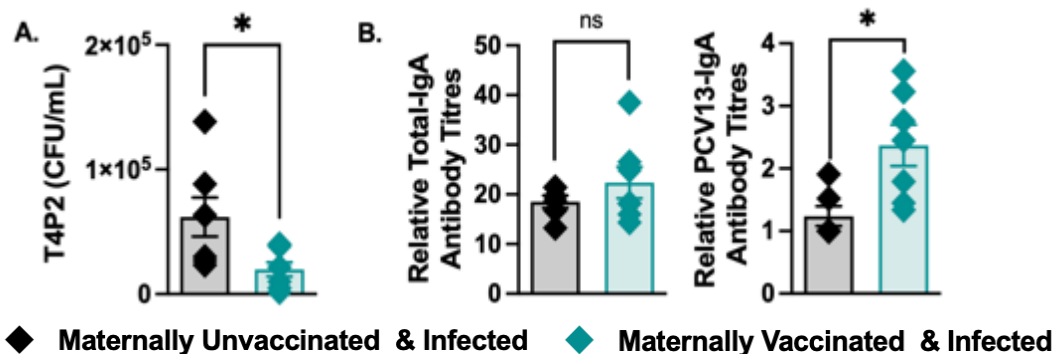 A.
T4P2 (CFU/mL)
2×10⁵
1×10⁵
0
*
B.
Relative Total-IgA
Antibody Titres
50
40
30
20
10
0
ns
Relative PCV13-IgA
Antibody Titres
4
3
2
1
0
*
Maternally Unvaccinated & Infected
Maternally Vaccinated & Infected